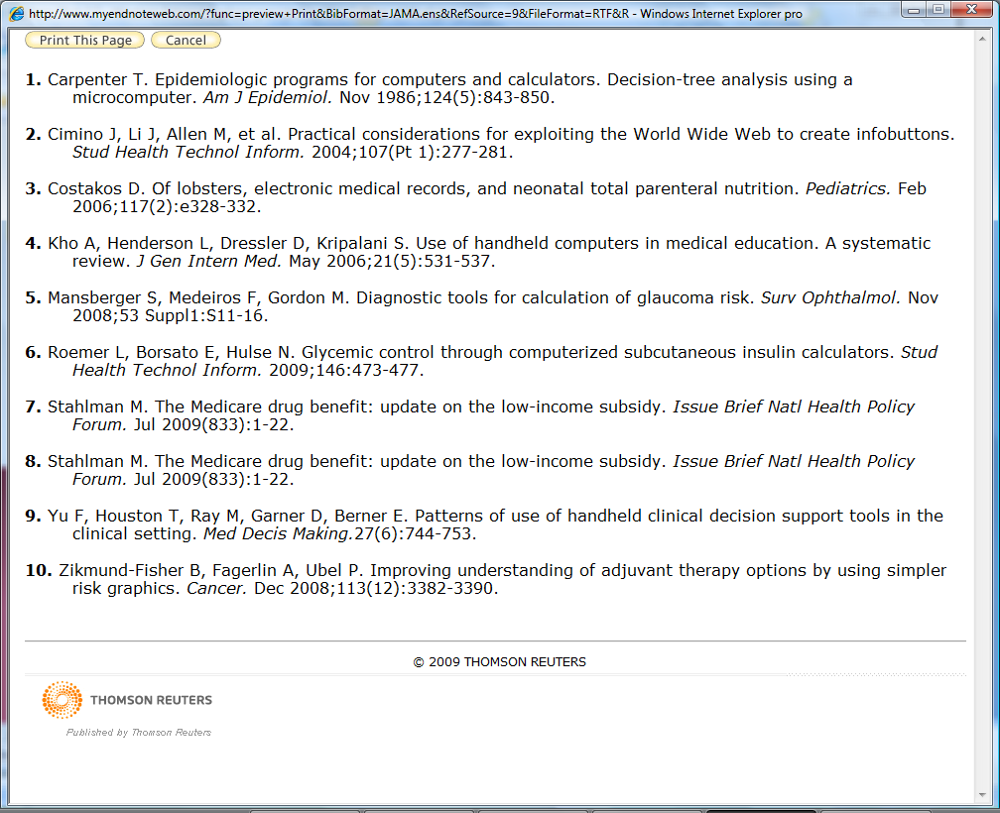 http://www.myendnoteweb.com/?func=preview+Print&BibFormat=JAMA.ens&RefSource=9&FileFormat=RTF&R - Windows Internet Explorer pro
Print This Page Cancel
1. Carpenter T. Epidemiologic programs for computers and calculators. Decision-tree analysis using a
microcomputer. Am J Epidemiol. Nov 1986;124(5):843-850.
2. Cimino J, Li J, Allen M, et al. Practical considerations for exploiting the World Wide Web to create infobuttons.
Stud Health Technol Inform. 2004;107(Pt 1):277-281.
3. Costakos D. Of lobsters, electronic medical records, and neonatal total parenteral nutrition. Pediatrics. Feb
2006;117(2):e328-332.
4. Kho A, Henderson L, Dressler D, Kripalani S. Use of handheld computers in medical education. A systematic
review. J Gen Intern Med. May 2006;21(5):531-537.
5. Mansberger S, Medeiros F, Gordon M. Diagnostic tools for calculation of glaucoma risk. Surv Ophthalmol. Nov
2008;53 Suppl1:S11-16.
6. Roemer L, Borsato E, Hulse N. Glycemic control through computerized subcutaneous insulin calculators. Stud
Health Technol Inform. 2009;146:473-477.
7. Stahlman M. The Medicare drug benefit: update on the low-income subsidy. Issue Brief Natl Health Policy
Forum. Jul 2009(833):1-22.
8. Stahlman M. The Medicare drug benefit: update on the low-income subsidy. Issue Brief Natl Health Policy
Forum. Jul 2009(833):1-22.
9. Yu F, Houston T, Ray M, Garner D, Berner E. Patterns of use of handheld clinical decision support tools in the
clinical setting. Med Decis Making.27(6):744-753.
10. Zikmund-Fisher B, Fagerlin A, Ubel P. Improving understanding of adjuvant therapy options by using simpler
risk graphics. Cancer. Dec 2008;113(12):3382-3390.
© 2009 THOMSON REUTERS
THOMSON REUTERS
Published by Thomson Reuters